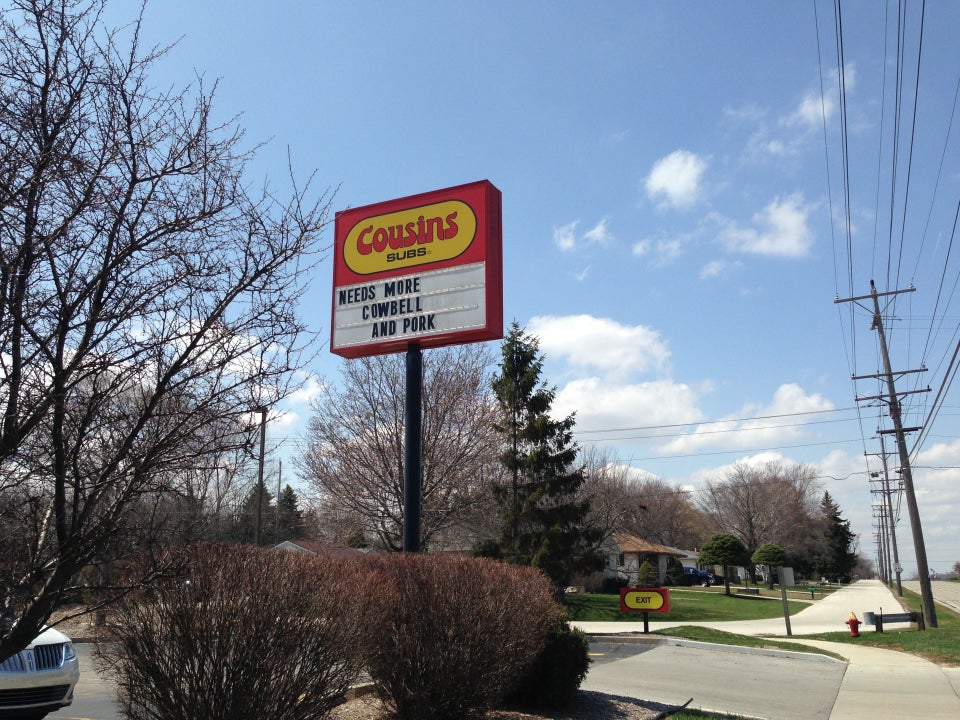 Cousins
SUBS
NEEDS MORE
COWBELL
AND PORK
EXIT